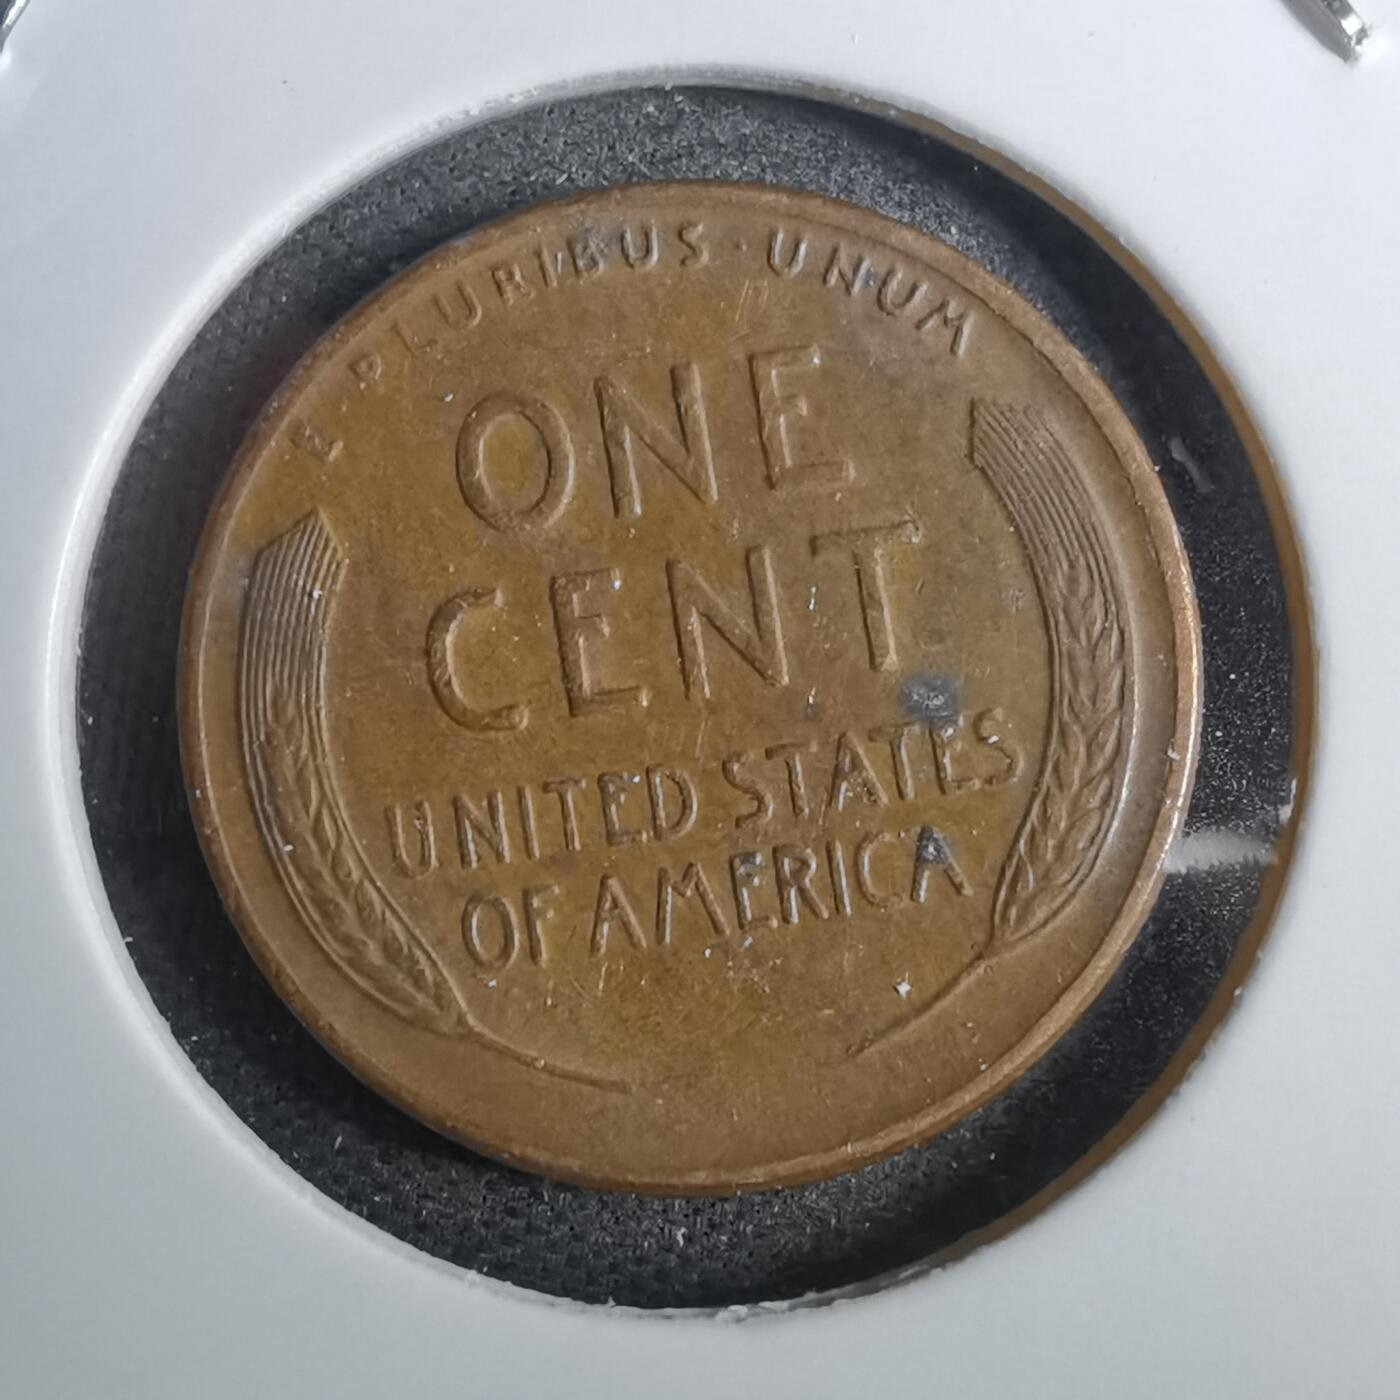 E PLURIBUS · UNUM
ONE
CENT
UNITED STATES
OF AMERICA